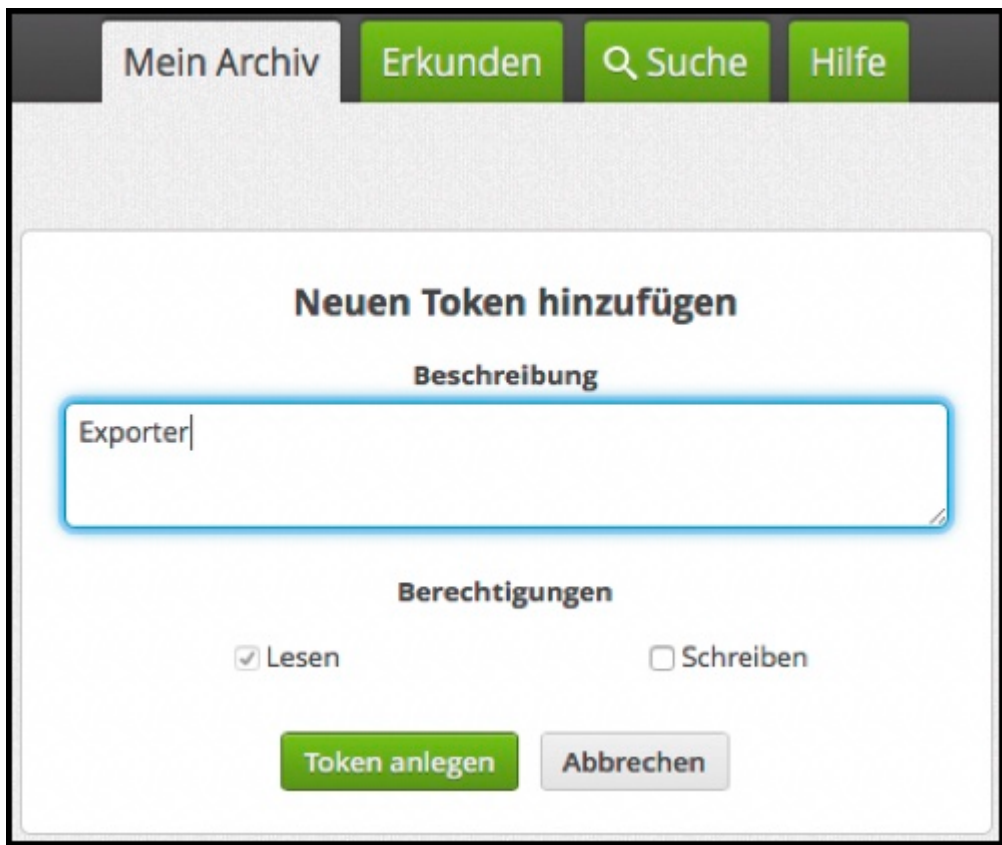 Mein Archiv Erkunden Suche Hilfe
Neuen Token hinzufügen
Beschreibung
Exporter
Berechtigungen
Lesen Schreiben
Token anlegen Abbrechen